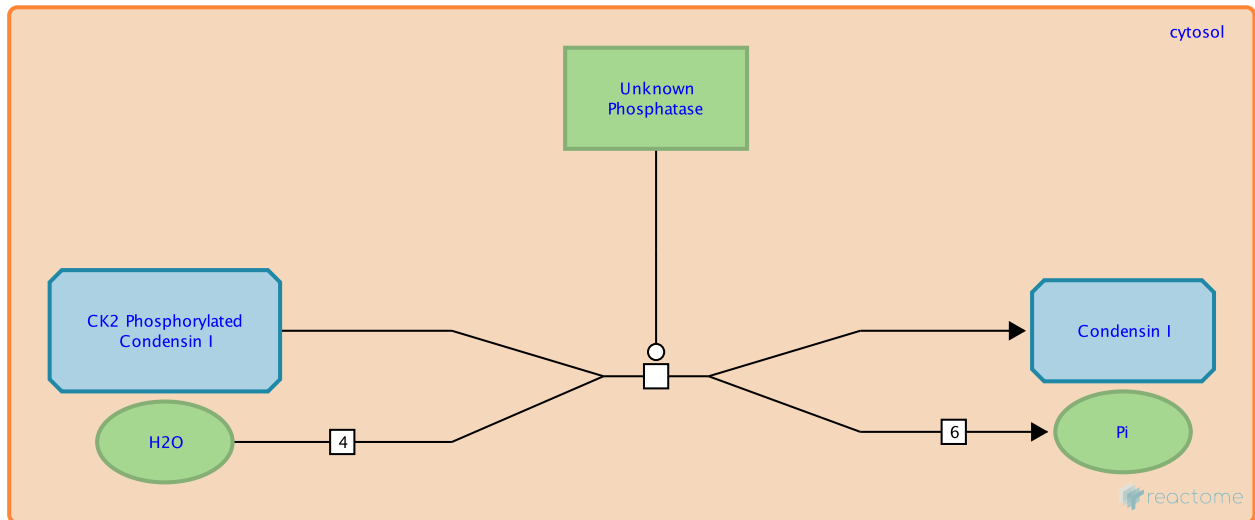 cytosol
Unknown
Phosphatase
CK2 Phosphorylated
Condensin I
Condensin I
H2O
4
6
Pi
reactome